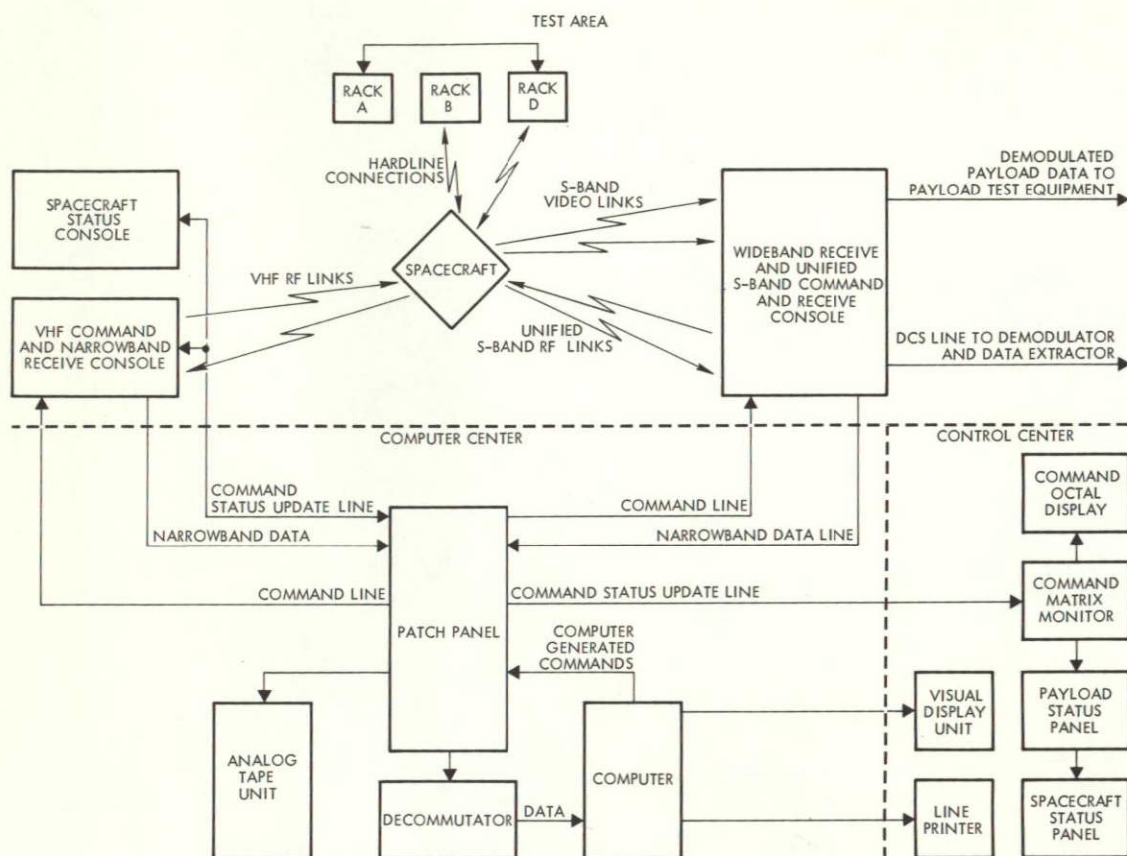 TEST AREA
RACK
A
RACK
B
RACK
D
HARDLINE
CONNECTIONS
S-BAND
VIDEO LINKS
DEMODULATED
PAYLOAD DATA TO
PAYLOAD TEST EQUIPMENT
SPACECRAFT
STATUS
CONSOLE
SPACECRAFT
WIDEBAND RECEIVE
AND UNIFIED
S-BAND COMMAND
AND RECEIVE
CONSOLE
VHF RF LINKS
VHF COMMAND
AND NARROWBAND
RECEIVE CONSOLE
UNIFIED
S-BAND RF LINKS
DCS LINE TO DEMODULATOR
AND DATA EXTRACTOR
COMPUTER CENTER
CONTROL CENTER
COMMAND
STATUS UPDATE LINE
COMMAND LINE
COMMAND
OCTAL
DISPLAY
NARROWBAND DATA
NARROWBAND DATA LINE
COMMAND LINE
COMMAND STATUS UPDATE LINE
COMMAND
MATRIX
MONITOR
PATCH PANEL
COMPUTER
GENERATED
COMMANDS
VISUAL
DISPLAY
UNIT
PAYLOAD
STATUS
PANEL
ANALOG
TAPE
UNIT
COMPUTER
DECOMMUTATOR
DATA
LINE
PRINTER
SPACECRAFT
STATUS
PANEL